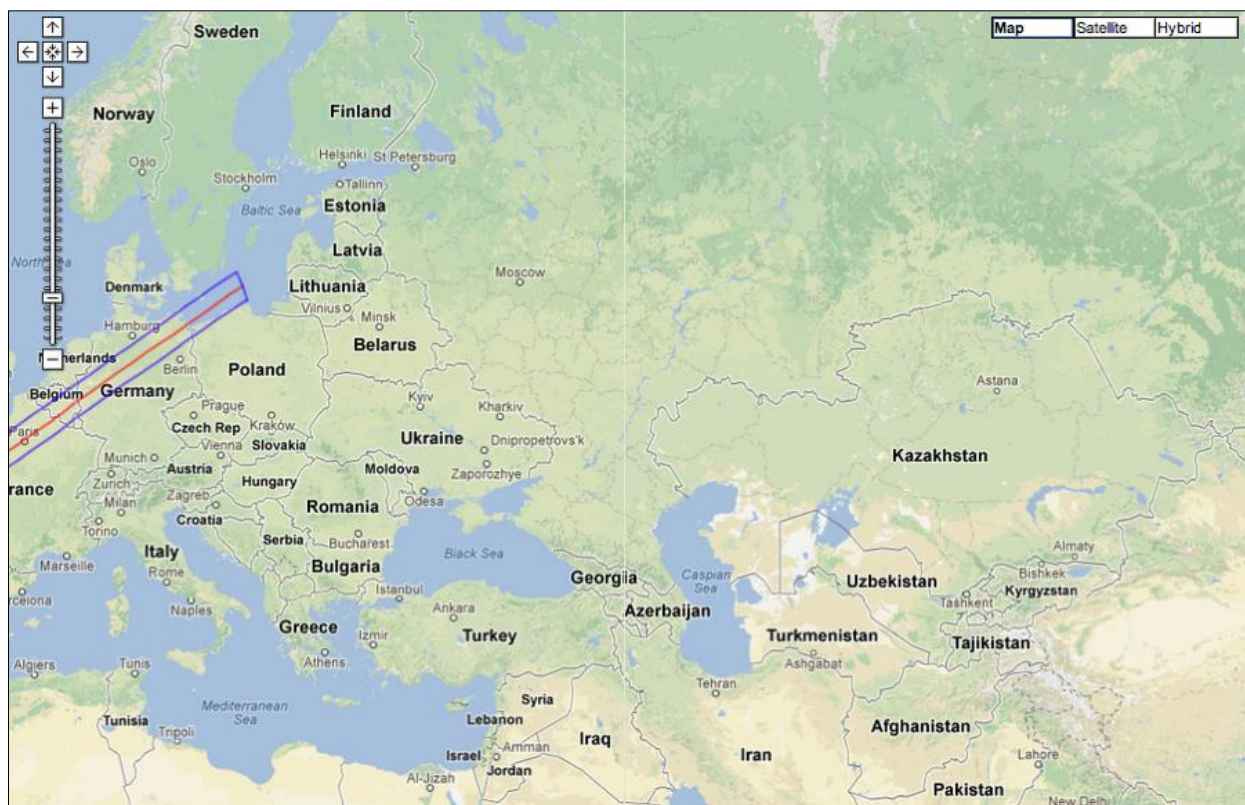 Sweden
Map
Satellite
Hybrid
Norway
Finland
Oslo
Helsinki
St Petersburg
Stockholm
Tallinn
Baltic Sea
Estonia
Latvia
North Sea
Moscow
Denmark
Lithuania
Vilnius
Hamburg
Minsk
Belarus
Netherlands
Berlin
Poland
Belgium
Germany
Astana
Prague
Kyiv
Kharkiv
Paris
Czech Rep
Kraków
Ukraine
Dnipropetrovs'k
Vienna
Slovakia
Munich
Kazakhstan
Austria
Moldova
Zaporozhye
Zurich
Hungary
rance
Zagreb
Romania
Odesa
Milan
Croatia
Torino
Serbia
Bucharest
Italy
Black Sea
Almaty
Marseille
Bulgaria
Bishkek
Rome
Georgia
Caspian
Sea
Uzbekistan
Kyrgyzstan
rcelona
Istanbul
Tashkent
Naples
Ankara
Azerbaijan
Greece
Izmir
Turkey
Turkmenistan
Tajikistan
Athens
Ashgabat
Algiers
Tunis
Tehran
Syria
Mediterranean
Sea
Tunisia
Lebanon
Afghanistan
Tripoli
Iraq
Israel
Amman
Iran
Lahore
Jordan
Al-Jizah
Pakistan
New Delhi